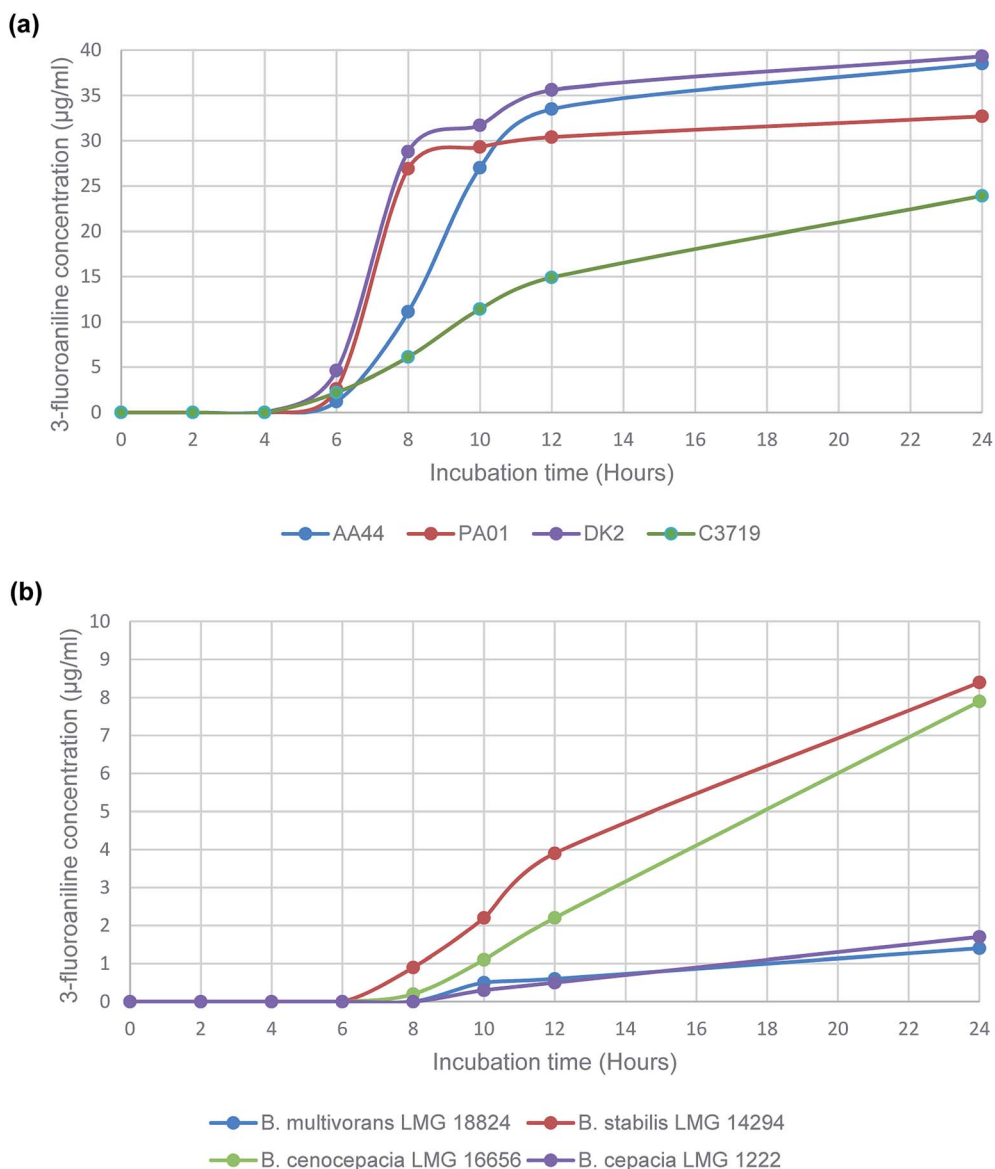 (a)
3-fluoroaniline concentration (µg/ml)
40
35
30
25
20
15
10
5
0
0 2 4 6 8 10 12 14 16 18 20 22 24
Incubation time (Hours)
AA44 PA01 DK2 C3719
(b)
3-fluoroaniline concentration (µg/ml)
10
9
8
7
6
5
4
3
2
1
0
0 2 4 6 8 10 12 14 16 18 20 22 24
Incubation time (Hours)
B. multivorans LMG 18824 B. stabilis LMG 14294
B. cenocepacia LMG 16656 B. cepacia LMG 1222